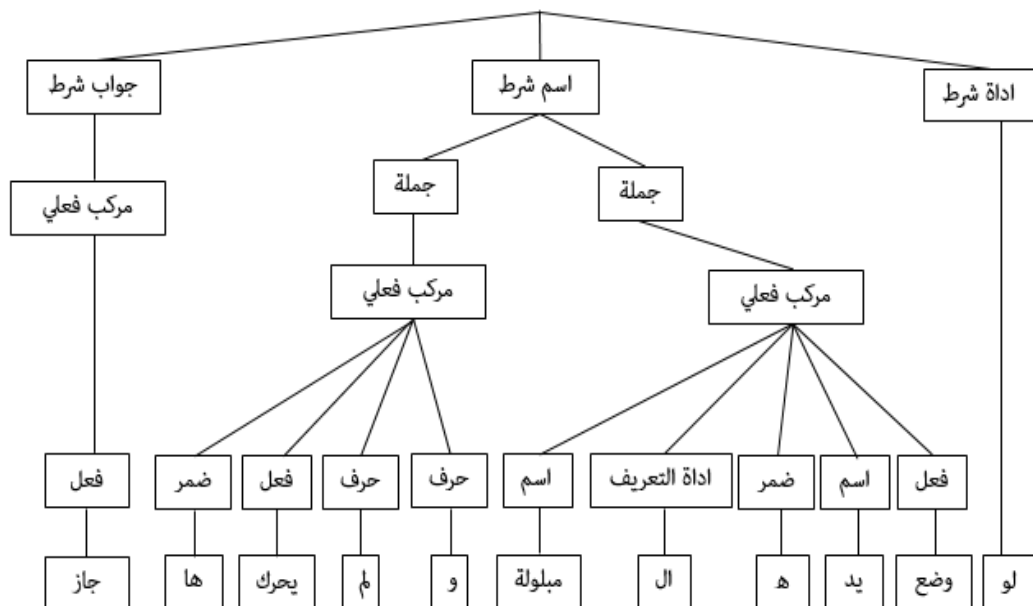 اداة شرط اسم شرط جواب شرط
جملة جملة
مركب فعلي
مركب فعلي مركب فعلي
فعل اسم ضمر اداة التعريف اسم حرف حرف فعل ضمر فعل
لو وضع يد ه ال مبلولة و لم يحرك ها جاز